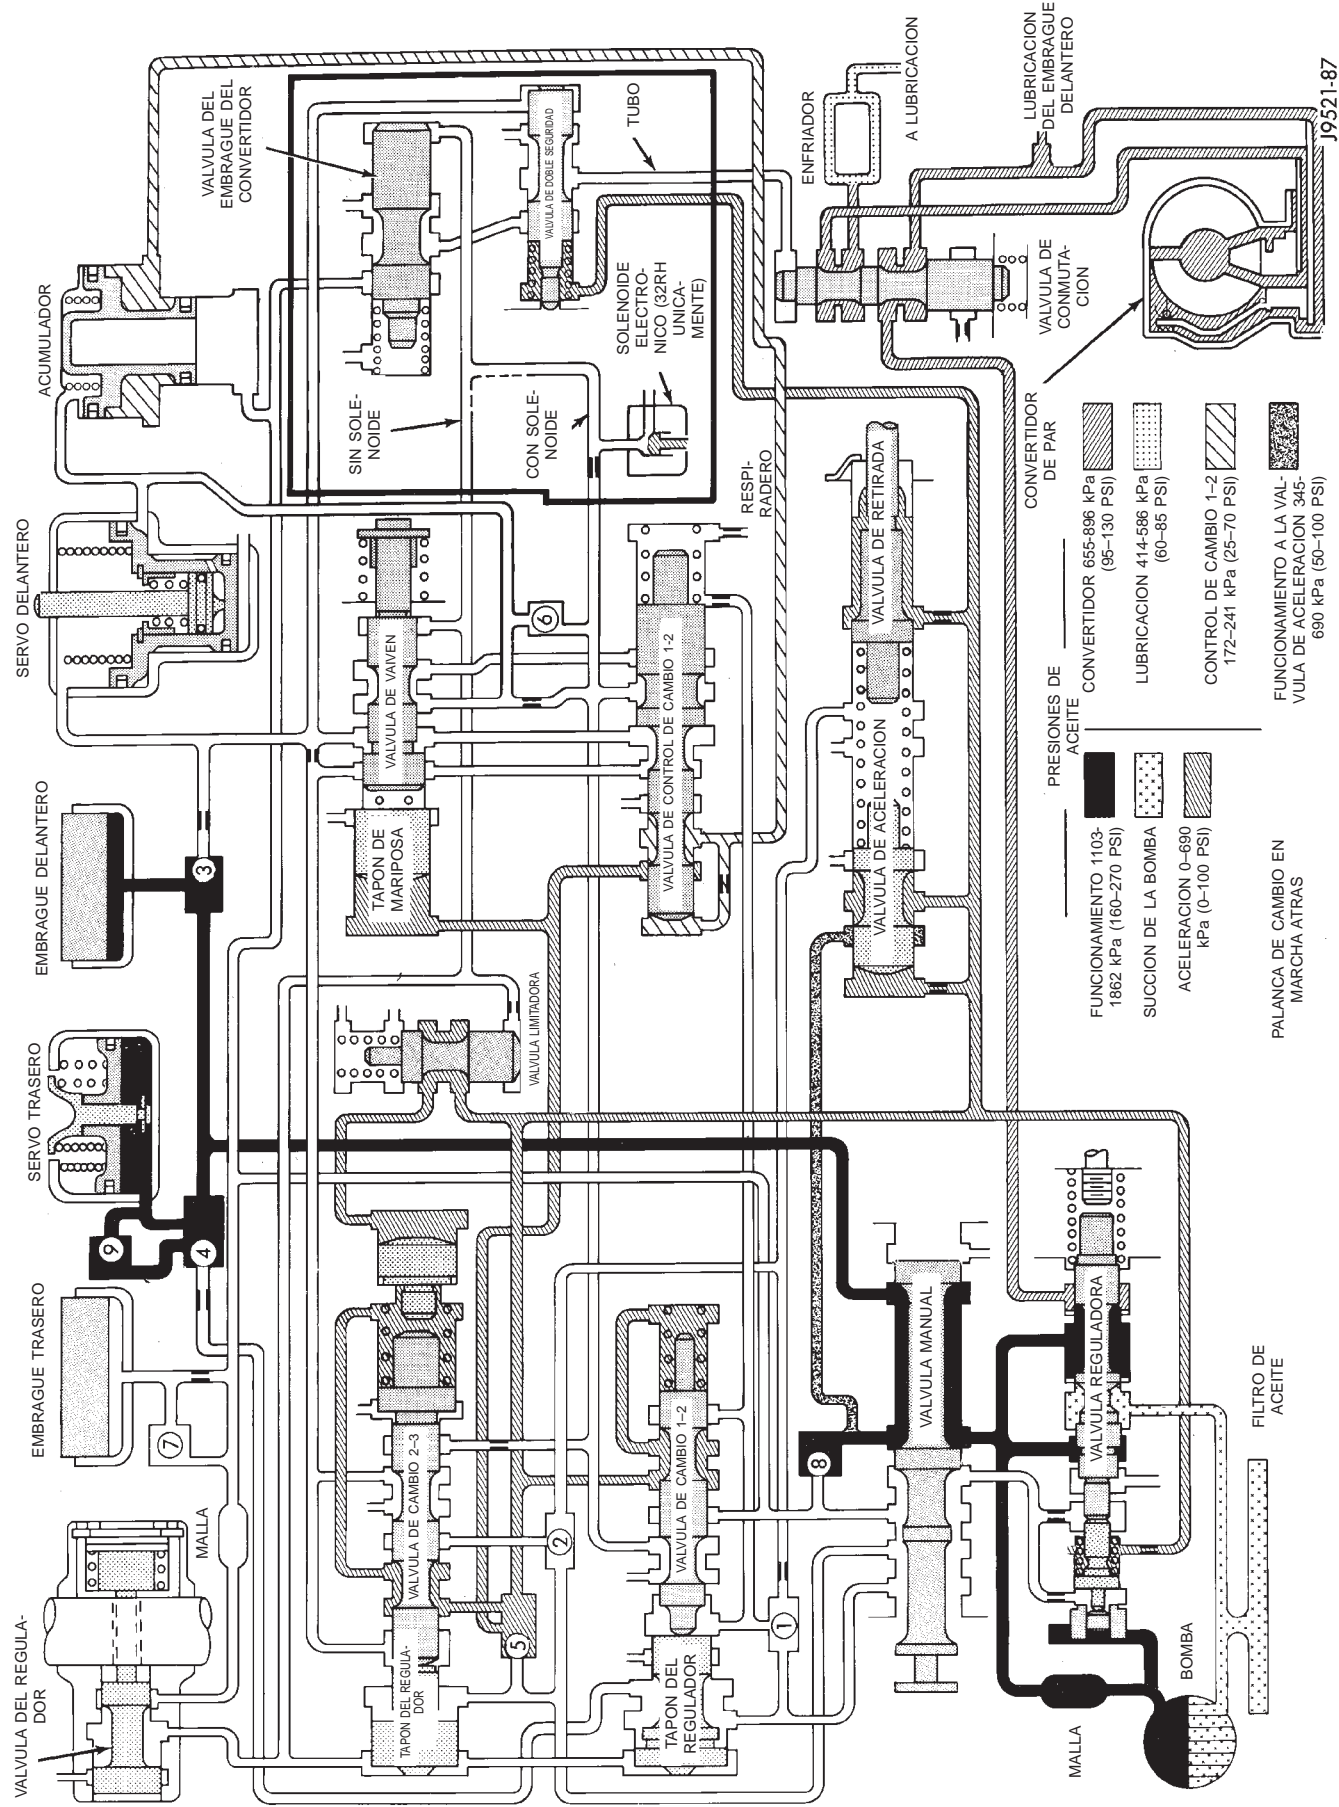 VALVULA DEL REGULA-
DOR
MALLA
EMBRAGUE TRASERO
SERVO TRASERO
EMBRAGUE DELANTERO
SERVO DELANTERO
ACUMULADOR
VALVULA DEL
EMBRAGUE DEL
CONVERTIDOR
7
9
4
3
TAPON DEL REGULA-
DOR
VALVULA DE CAMBIO 2-3
VALVULA LIMITADORA
TAPON DE
MARIPOSA
VALVULA DE VAIVEN
SIN SOLE-
NOIDE
CON SOLE-
NOIDE
VALVULA DE DOBLE SEGURIDAD
TUBO
SOLENOIDE
ELECTRO-
NICO (32RH
UNICA-
MENTE)
5
2
6
TAPON DEL
REGULADOR
VALVULA DE CAMBIO 1-2
VALVULA DE CONTROL DE CAMBIO 1-2
RESPI-
RADERO
1
8
ENFRIADOR
A LUBRICACION
LUBRICACION
DEL EMBRAGUE
DELANTERO
VALVULA MANUAL
VALVULA DE ACELERACION
VALVULA DE RETIRADA
VALVULA DE
CONMUTA-
CION
CONVERTIDOR
DE PAR
MALLA
BOMBA
VALVULA REGULADORA
FILTRO DE
ACEITE
PRESIONES DE
ACEITE
FUNCIONAMIENTO 1103-
1862 kPa (160–270 PSI)
SUCCION DE LA BOMBA
ACELERACION 0–690
kPa (0–100 PSI)
CONVERTIDOR 655-896 kPa
(95–130 PSI)
LUBRICACION 414-586 kPa
(60–85 PSI)
CONTROL DE CAMBIO 1–2
172–241 kPa (25–70 PSI)
FUNCIONAMIENTO A LA VAL-
VULA DE ACELERACION 345-
690 kPa (50–100 PSI)
PALANCA DE CAMBIO EN
MARCHA ATRAS
J9521-87